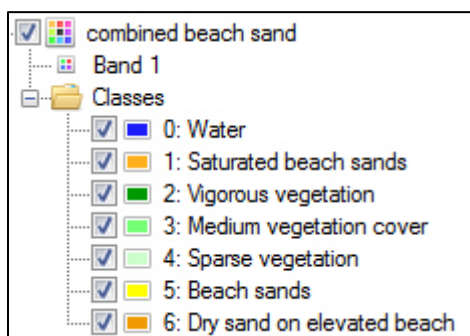 combined beach sand
Band 1
Classes
0: Water
1: Saturated beach sands
2: Vigorous vegetation
3: Medium vegetation cover
4: Sparse vegetation
5: Beach sands
6: Dry sand on elevated beach